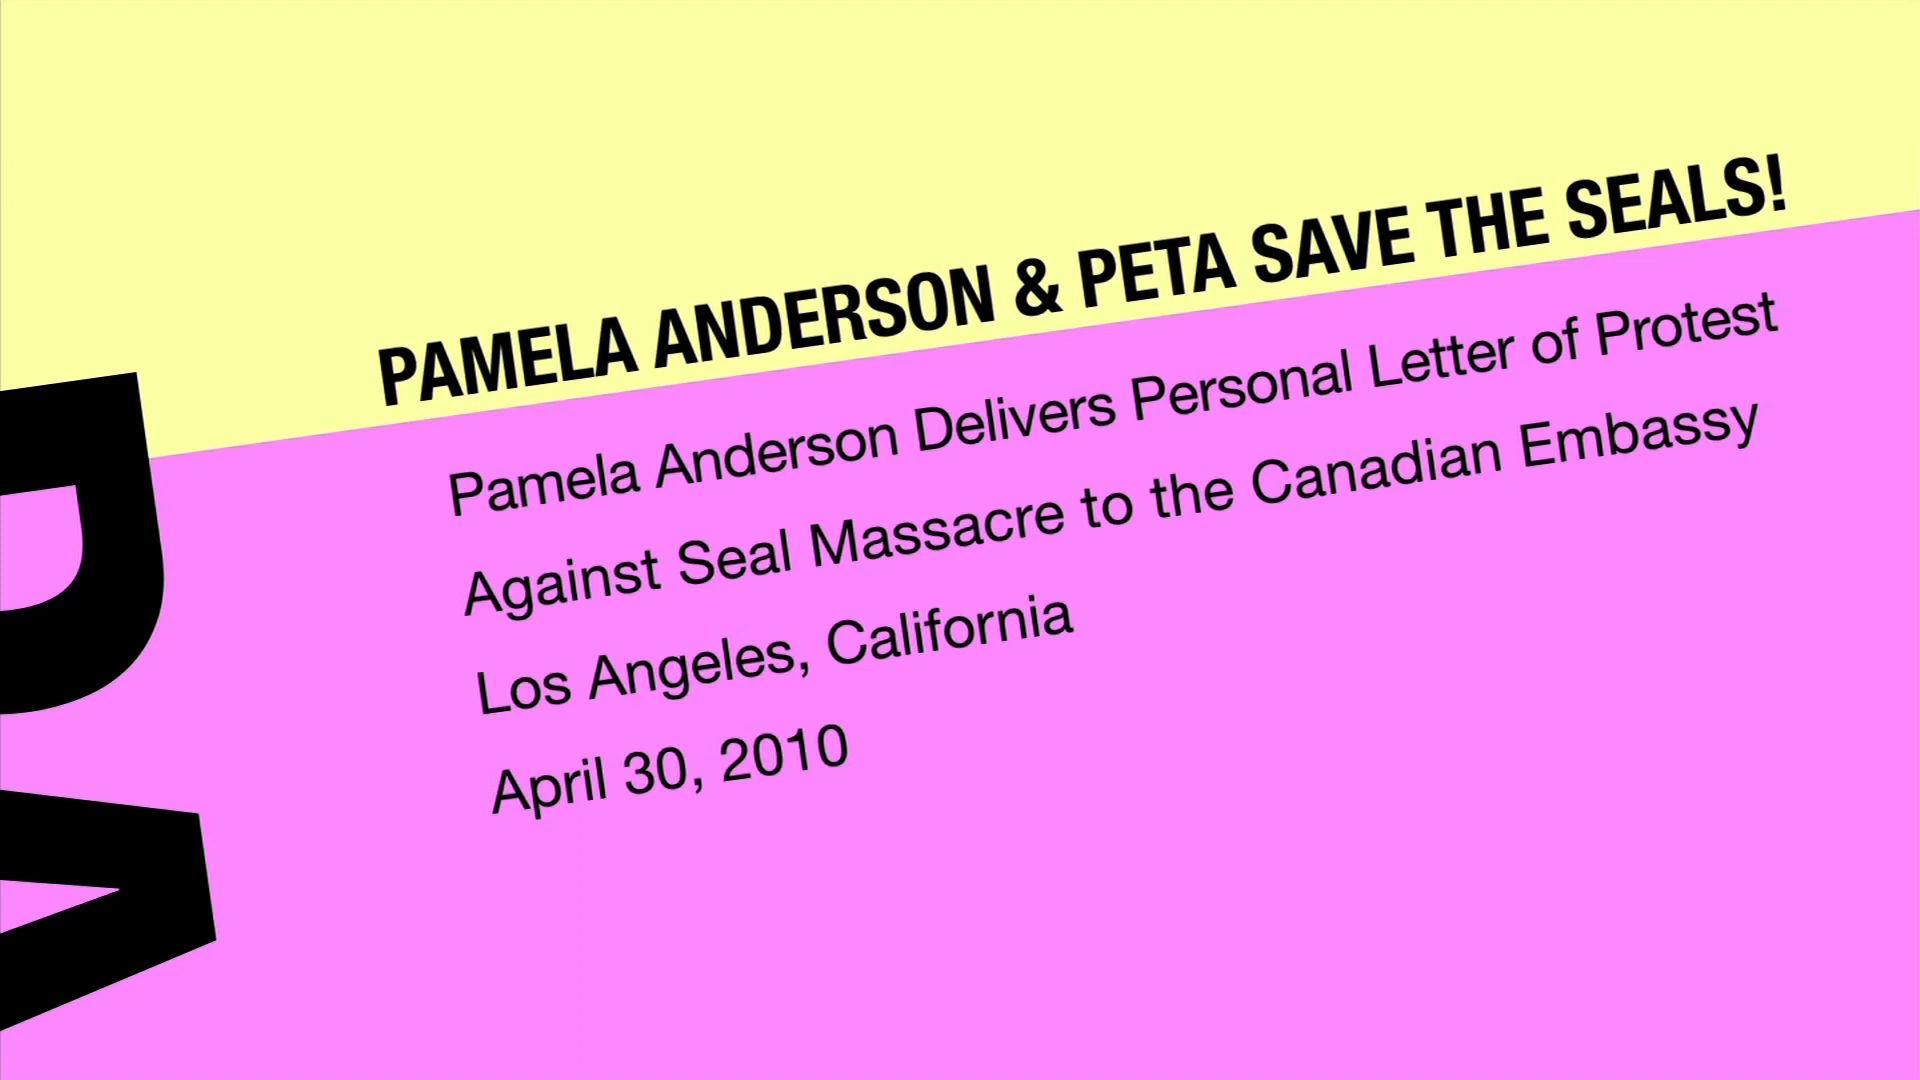 PAMELA ANDERSON & PETA SAVE THE SEALS!
Pamela Anderson Delivers Personal Letter of Protest
Against Seal Massacre to the Canadian Embassy
Los Angeles, California
April 30, 2010